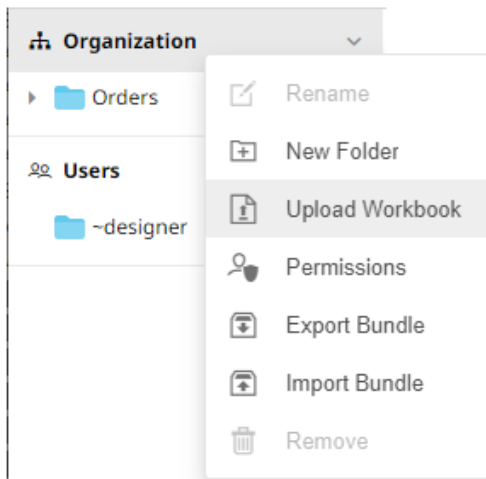 Organization
Orders
Users
~designer
Rename
New Folder
Upload Workbook
Permissions
Export Bundle
Import Bundle
Remove